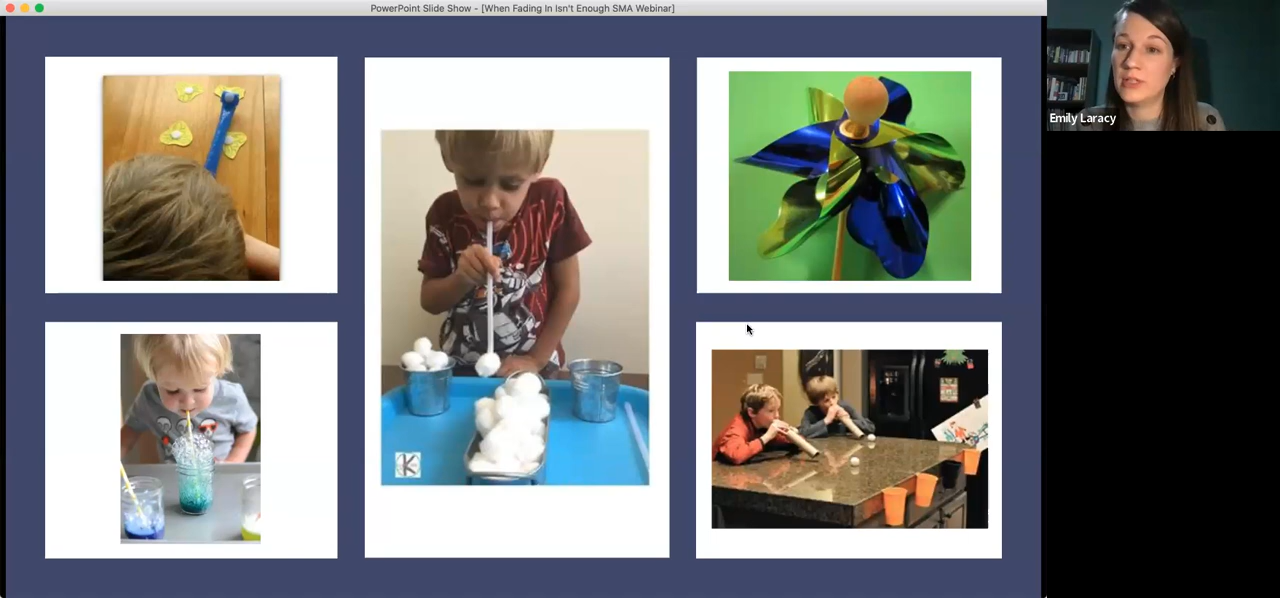 PowerPoint Slide Show - [When Fading In Isn't Enough SMA Webinar]
Emily Laracy
K